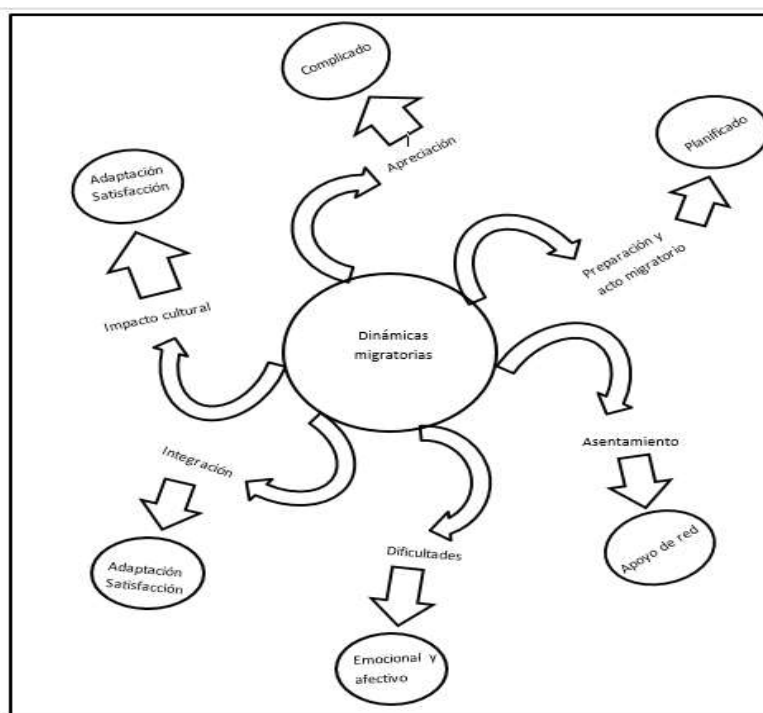 Complicado
Apreciación
Planificado
Preparación y
acto migratorio
Adaptación
Satisfacción
Impacto cultural
Dinámicas
migratorias
Asentamiento
Apoyo de red
Integración
Adaptación
Satisfacción
Dificultades
Emocional y
afectivo